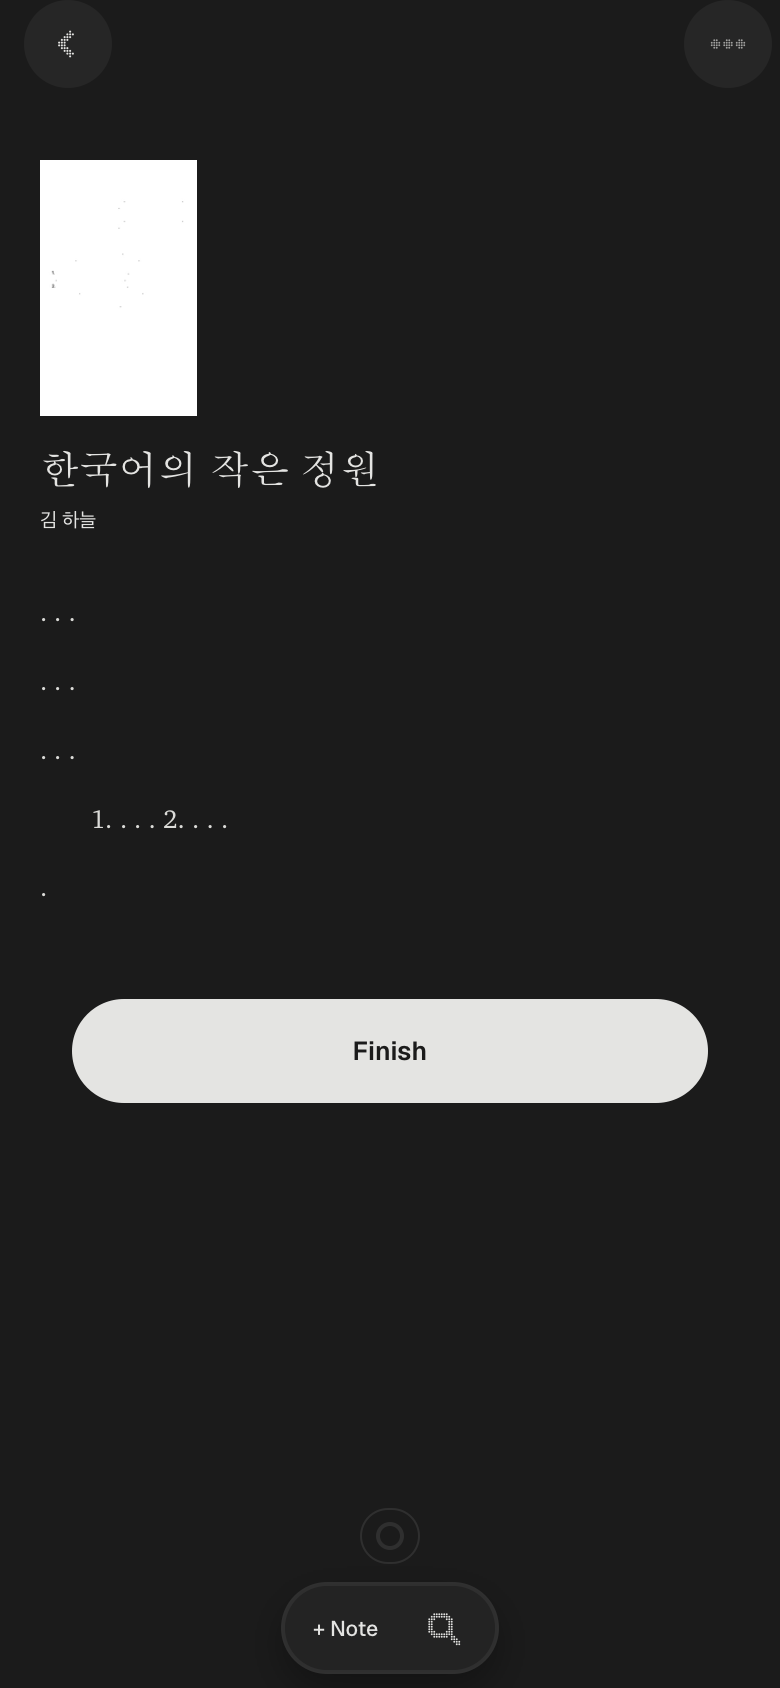 한국어의 작은 정원
김 하늘
. . .
. . .
. . .
1. . . . 2. . . .
.
Finish
+ Note